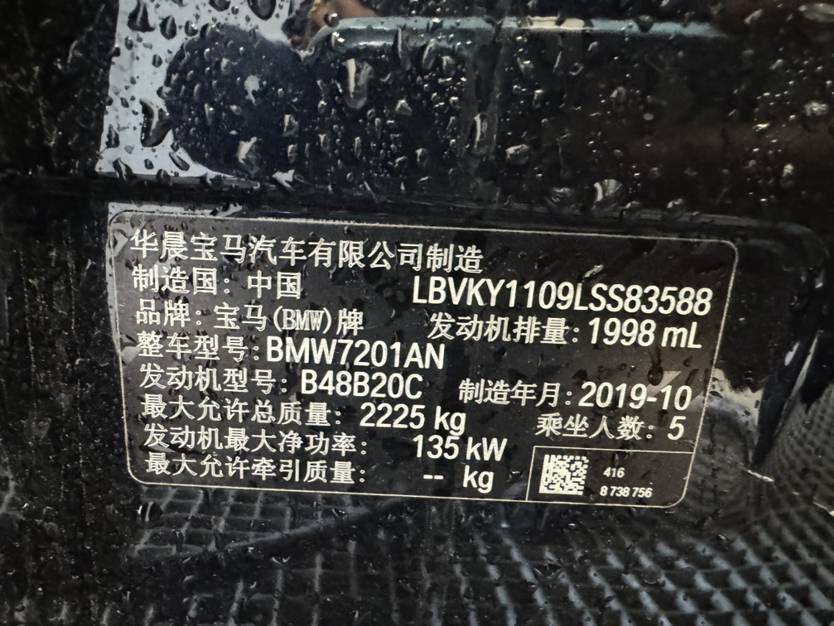 华晨宝马汽车有限公司制造
制造国：中国 LBVKY1109LSS83588
品牌：宝马(BMW)牌 发动机排量：1998 mL
整车型号：BMW7201AN
发动机型号：B48B20C 制造年月：2019-10
最大允许总质量：2225 kg 乘坐人数：5
发动机最大净功率：135 kW
最大允许牵引质量：-- kg
416
8 738 756